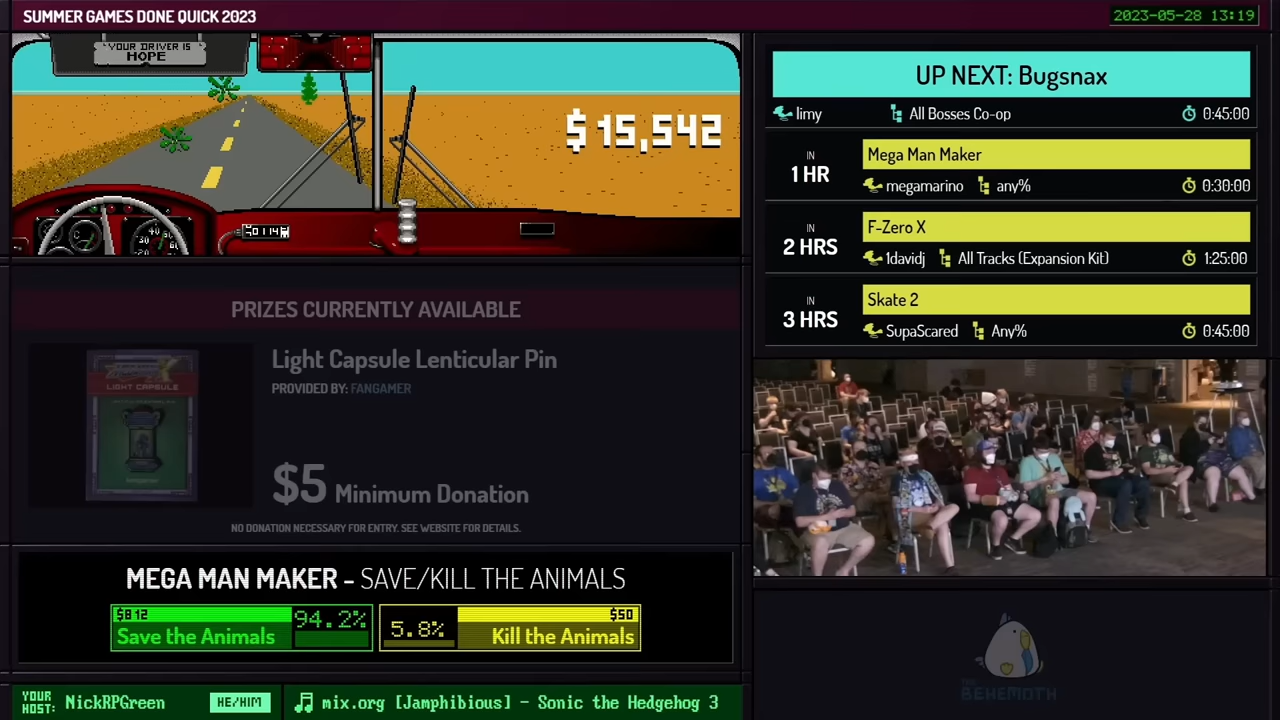 SUMMER GAMES DONE QUICK 2023
2023-05-28 13:19
YOUR DRIVER IS
HOPE
$15,542
UP NEXT: Bugsnax
limy All Bosses Co-op 0:45:00
IN
1 HR
Mega Man Maker
megamarino any% 0:30:00
IN
2 HRS
F-Zero X
1davidj All Tracks (Expansion Kit) 1:25:00
IN
3 HRS
Skate 2
SupaScared Any% 0:45:00
PRIZES CURRENTLY AVAILABLE
Light Capsule Lenticular Pin
PROVIDED BY: FANGAMER
LIGHT CAPSULE
$5 Minimum Donation
NO DONATION NECESSARY FOR ENTRY. SEE WEBSITE FOR DETAILS.
MEGA MAN MAKER – SAVE/KILL THE ANIMALS
$812
Save the Animals
94.2%
5.8%
$50
Kill the Animals
THE
BEHEMOTH
YOUR HOST: NickRPGreen HE/HIM
mix.org [Jamphibious] - Sonic the Hedgehog 3